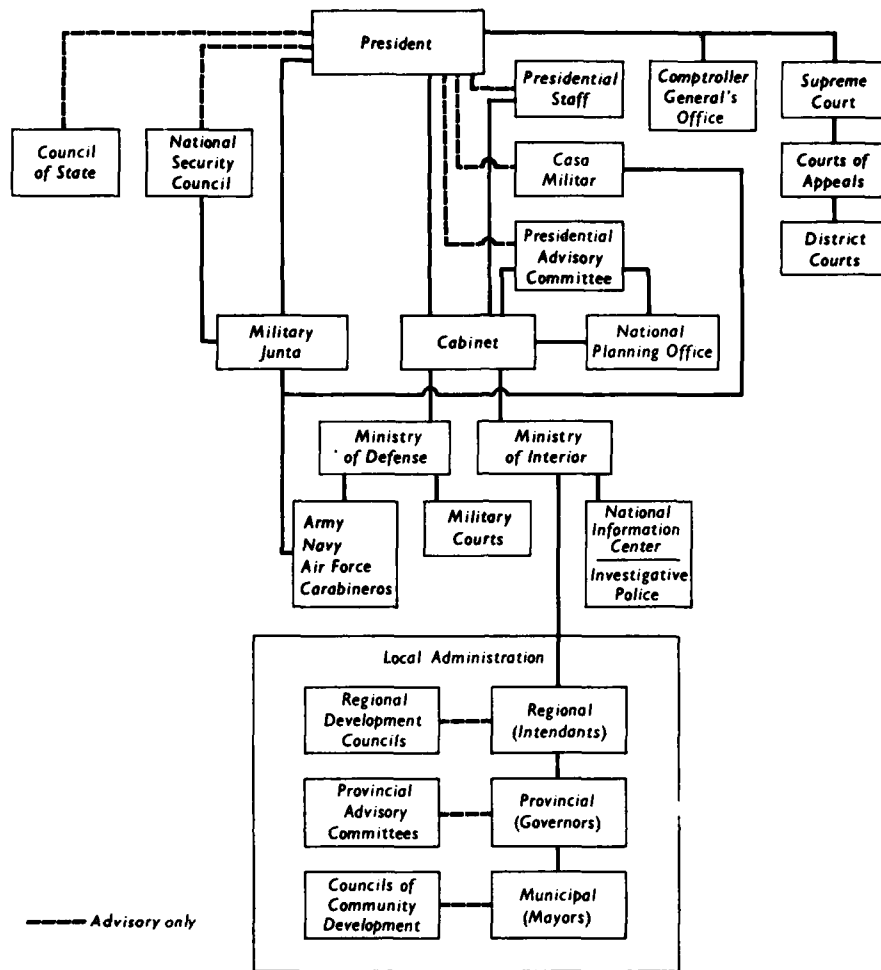 President
Presidential
Staff
Comptroller
General's
Office
Supreme
Court
Council
of State
National
Security
Council
Casa
Militar
Courts of
Appeals
Presidential
Advisory
Committee
District
Courts
Military
Junta
Cabinet
National
Planning Office
Ministry
of Defense
Ministry
of Interior
Army
Navy
Air Force
Carabineros
Military
Courts
National
Information
Center
Investigative
Police
Local Administration
Regional
Development
Councils
Regional
(Intendants)
Provincial
Advisory
Committees
Provincial
(Governors)
Councils of
Community
Development
Municipal
(Mayors)
Advisory only